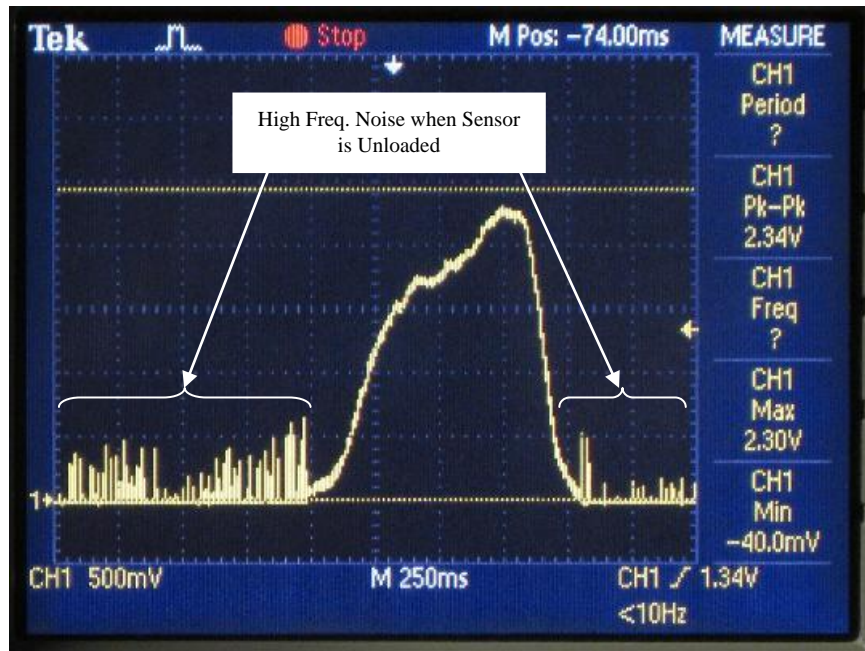 Tek Stop M Pos: -74.00ms MEASURE
High Freq. Noise when Sensor
is Unloaded
CH1
Period
?
CH1
Pk-Pk
2.34V
CH1
Freq
?
CH1
Max
2.30V
CH1
Min
-40.0mV
1
CH1 500mV M 250ms CH1 1.34V
<10Hz